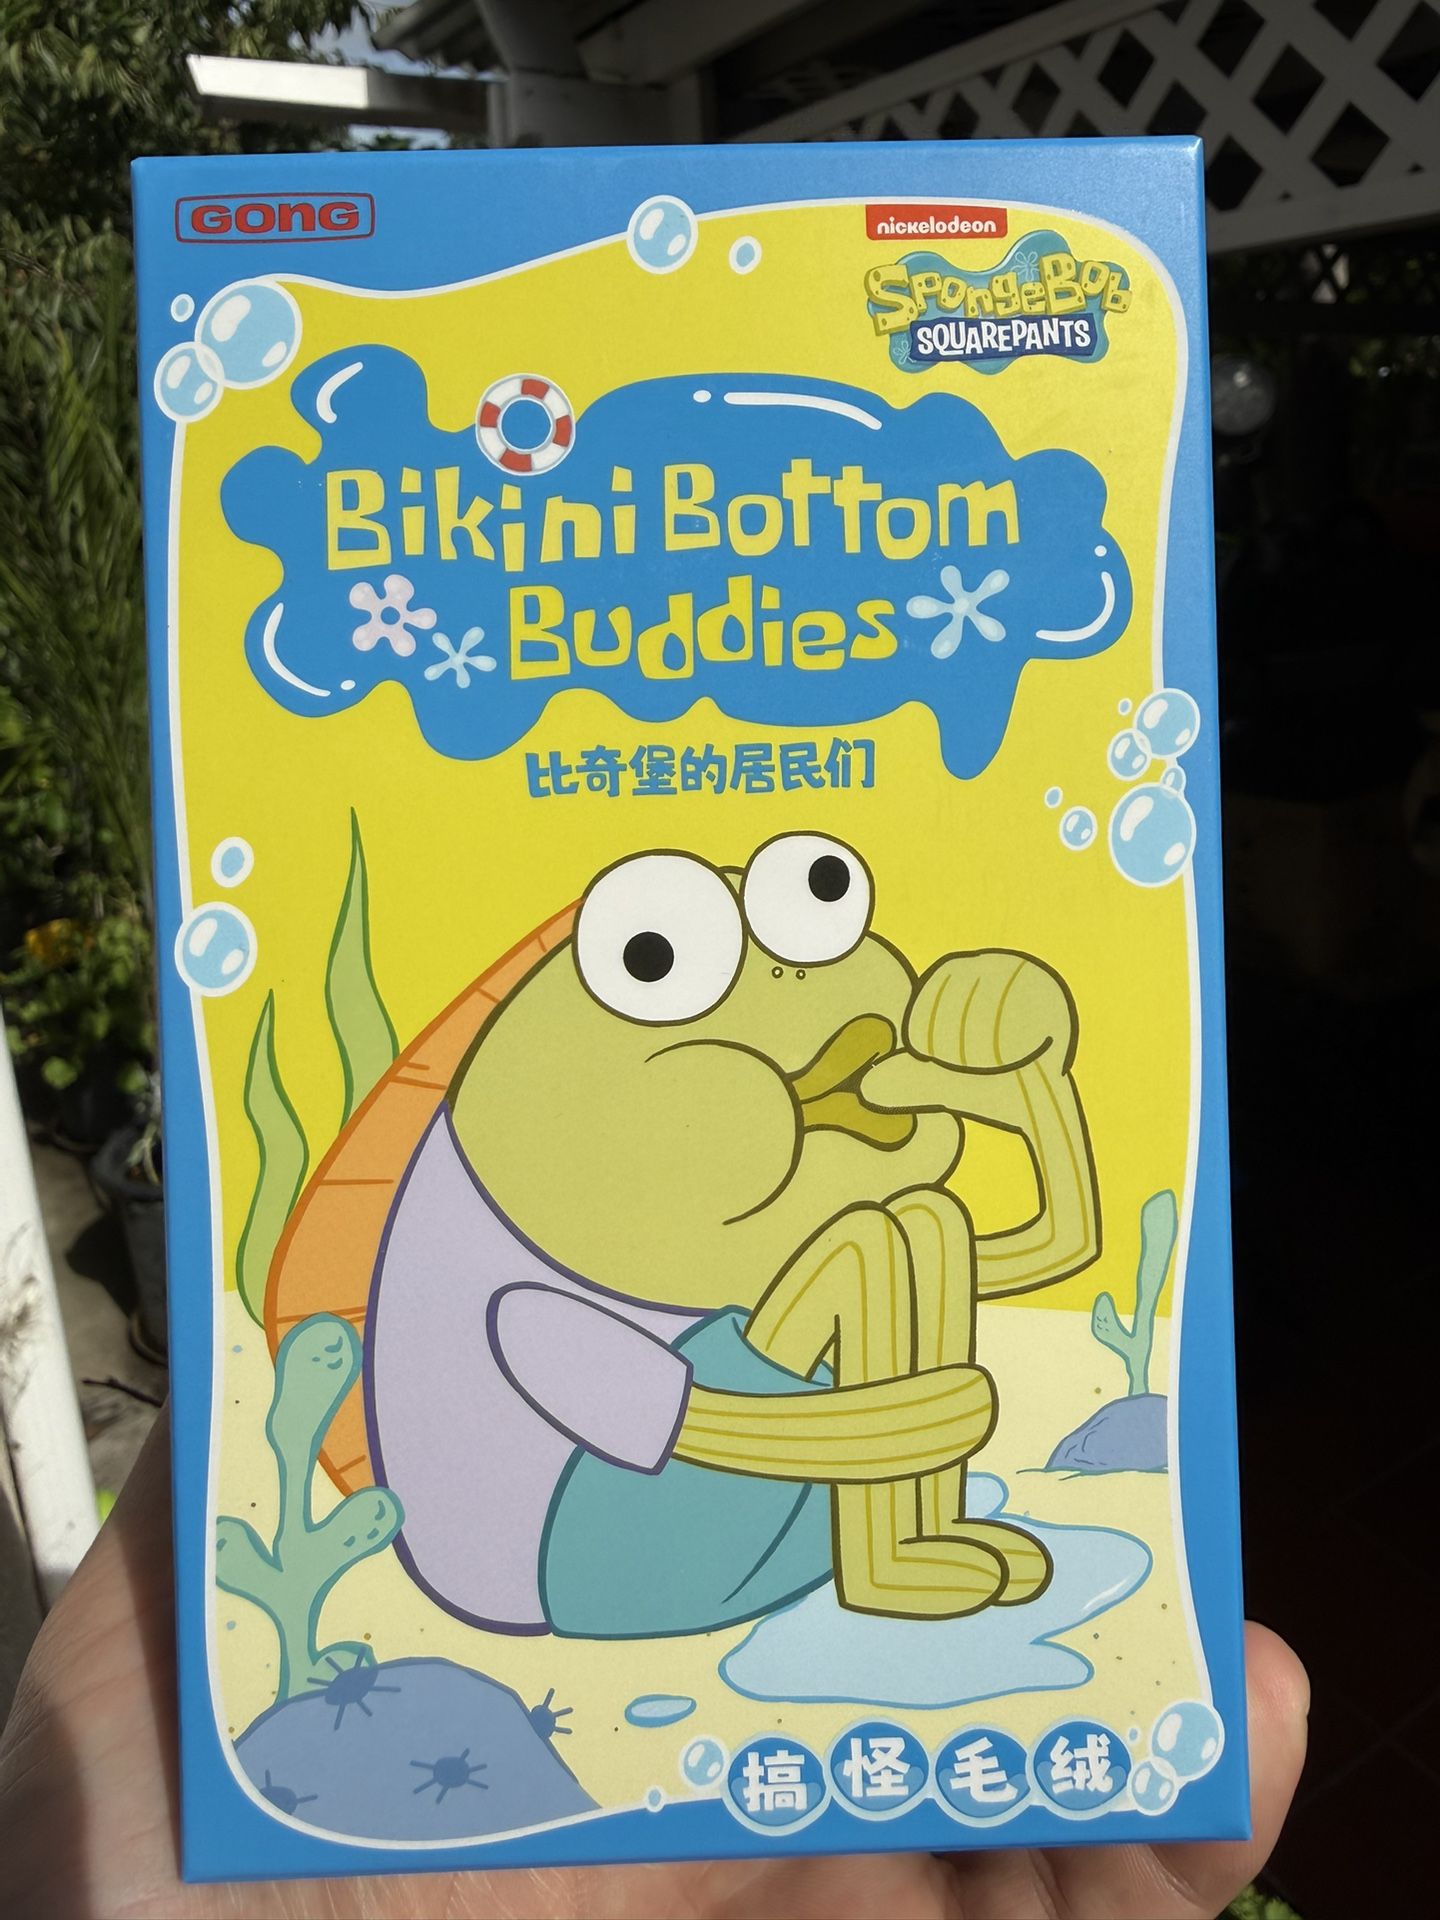 GONG
nickelodeon
SpongeBob
SQUAREPANTS
Bikini Bottom
Buddies
比奇堡的居民们
搞怪毛绒